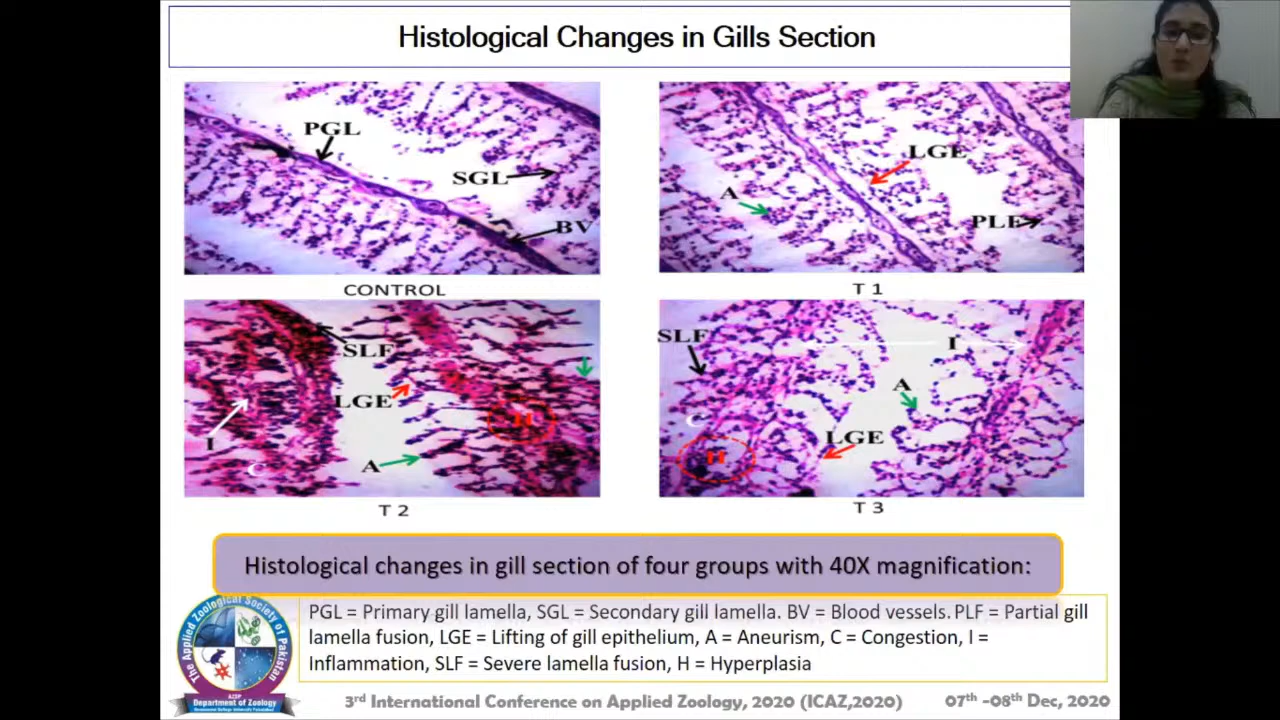 Histological Changes in Gills Section
PGL
SGL
BV
CONTROL
LGE
A
PLF
T 1
SLF
LGE
H
I
C
A
T 2
SLF
I
A
C
LGE
H
T 3
Histological changes in gill section of four groups with 40X magnification:
PGL = Primary gill lamella, SGL = Secondary gill lamella. BV = Blood vessels. PLF = Partial gill
lamella fusion, LGE = Lifting of gill epithelium, A = Aneurism, C = Congestion, I =
Inflammation, SLF = Severe lamella fusion, H = Hyperplasia
The Applied Zoological Society of Pakistan
AZSP
Department of Zoology
3rd International Conference on Applied Zoology, 2020 (ICAZ,2020)
07th -08th Dec, 2020